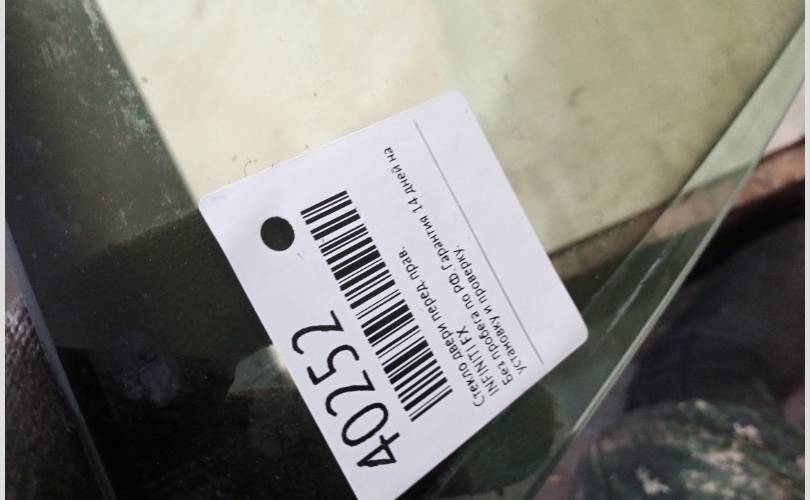 40252
Стекло двери перед. прав.
INFINITI FX
Без пробега по РФ. Гарантия 14 дней на
установку и проверку.